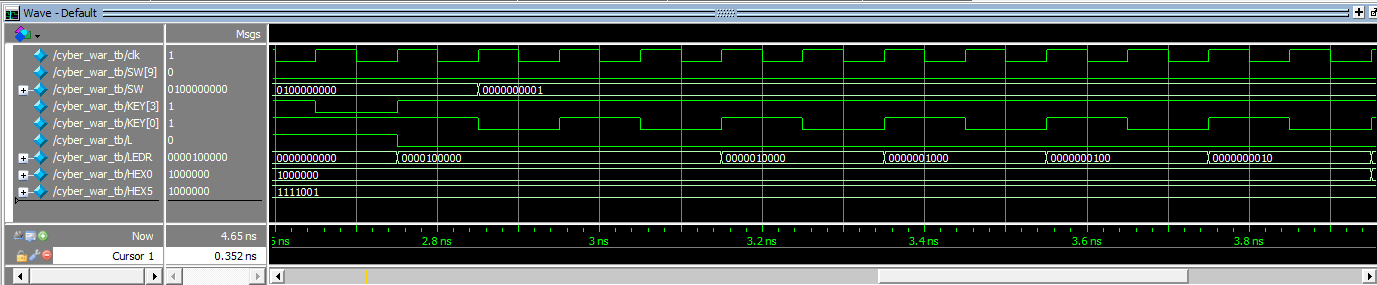 Wave - Default
Msgs
/cyber_war_tb/clk 1
/cyber_war_tb/SW[9] 0
/cyber_war_tb/SW 0100000000 0100000000 0000000001
/cyber_war_tb/KEY[3] 1
/cyber_war_tb/KEY[0] 1
/cyber_war_tb/L 0
/cyber_war_tb/LEDR 0000100000 0000000000 0000100000 0000010000 0000001000 0000000100 0000000010
/cyber_war_tb/HEX0 1000000 1000000
/cyber_war_tb/HEX5 1000000 1111001
Now 4.65 ns ns 2.8 ns 3 ns 3.2 ns 3.4 ns 3.6 ns 3.8 ns
Cursor 1 0.352 ns